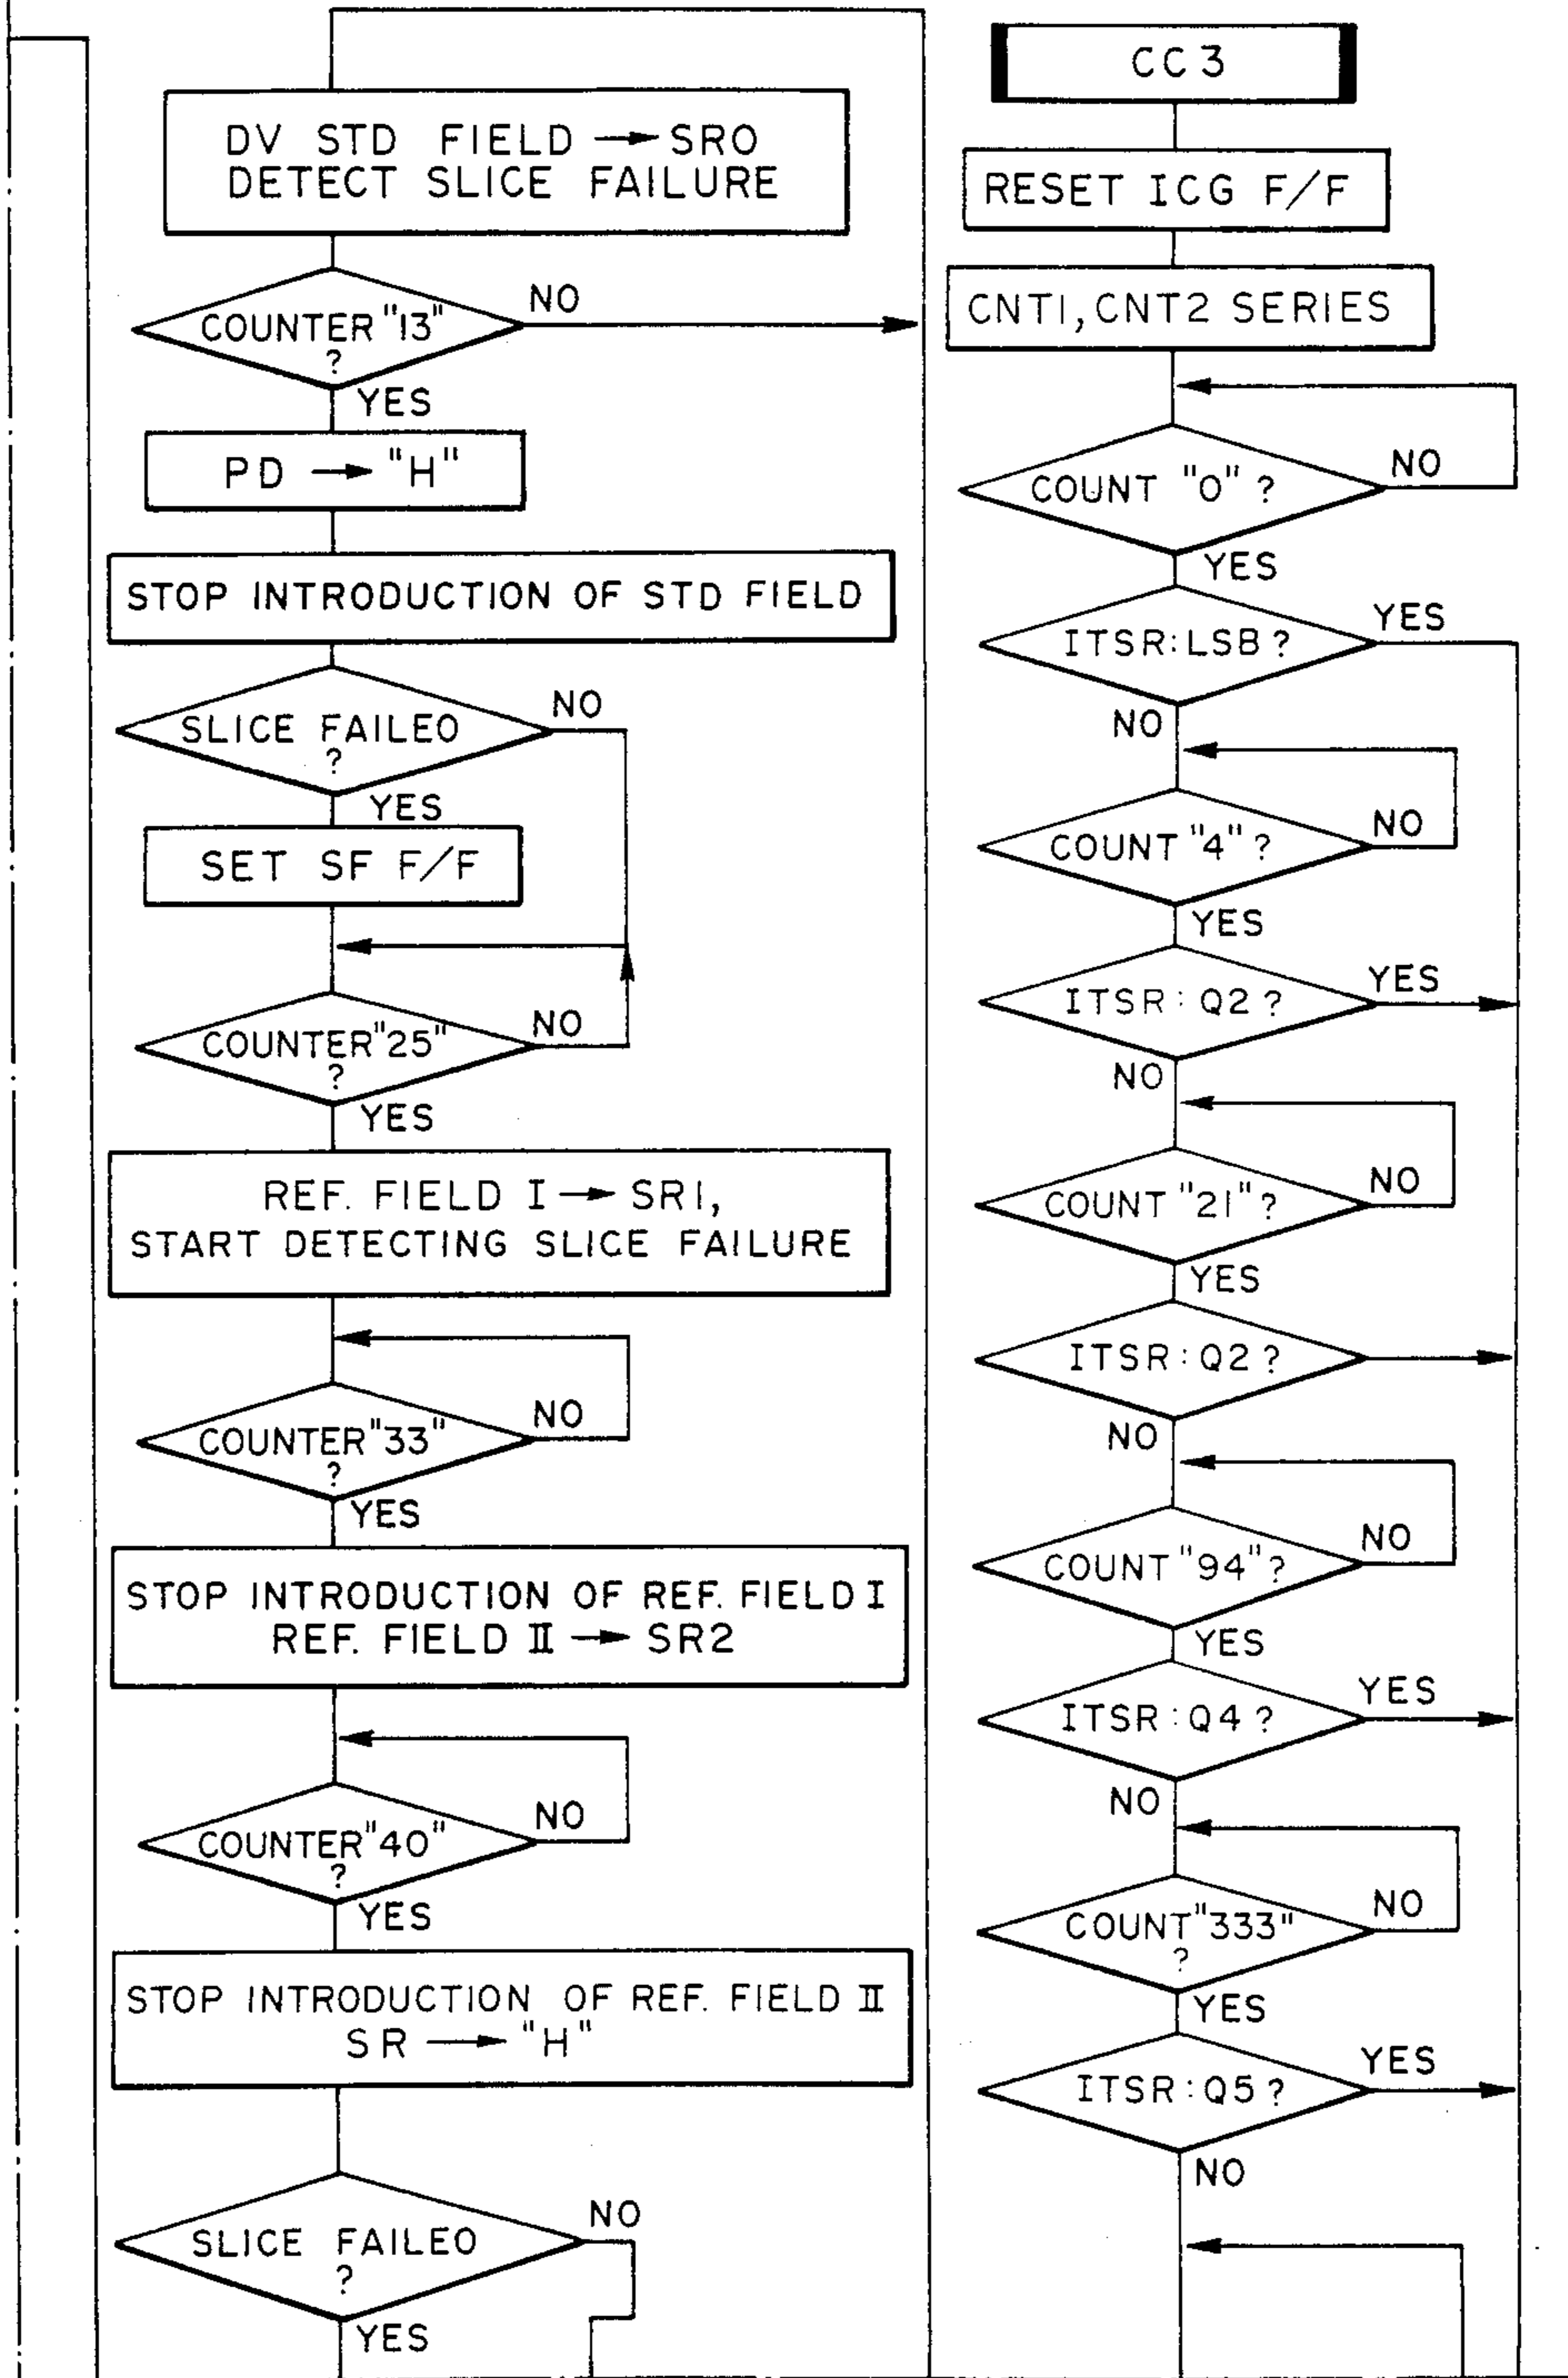 DV STD FIELD → SRO
DETECT SLICE FAILURE
COUNTER "13"
?
NO
YES
PD → "H"
STOP INTRODUCTION OF STD FIELD
SLICE FAILEO
?
NO
YES
SET SF F/F
COUNTER "25"
?
NO
YES
REF. FIELD I → SR1,
START DETECTING SLICE FAILURE
COUNTER "33"
?
NO
YES
STOP INTRODUCTION OF REF. FIELD I
REF. FIELD II → SR2
COUNTER "40"
?
NO
YES
STOP INTRODUCTION OF REF. FIELD II
SR → "H"
SLICE FAILEO
?
NO
YES
CC3
RESET ICG F/F
CNT1, CNT2 SERIES
COUNT "0" ?
NO
YES
ITSR:LSB ?
YES
NO
COUNT "4" ?
NO
YES
ITSR:Q2 ?
YES
NO
COUNT "21" ?
NO
YES
ITSR:Q2 ?
NO
COUNT "94" ?
NO
YES
ITSR:Q4 ?
YES
NO
COUNT "333"
?
NO
YES
ITSR:Q5 ?
YES
NO